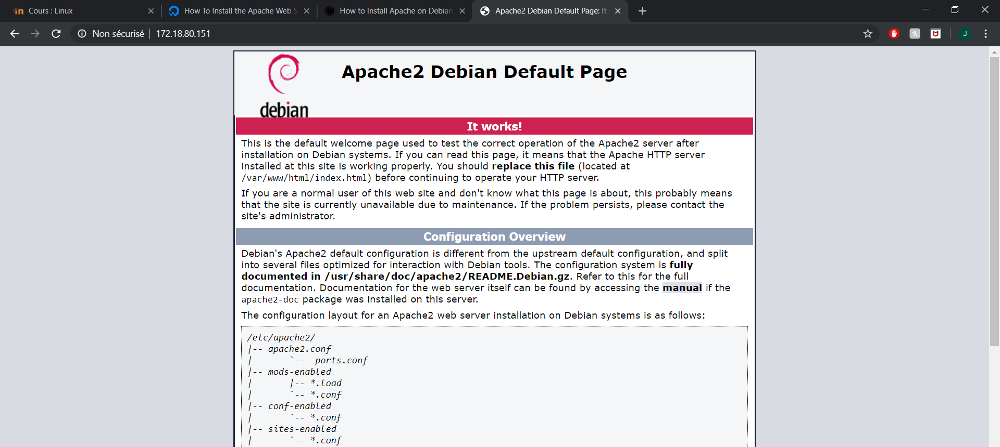 Cours : Linux
How To Install the Apache Web S
How to Install Apache on Debian
Apache2 Debian Default Page: It
Non sécurisé
172.18.80.151
J
debian
Apache2 Debian Default Page
It works!
This is the default welcome page used to test the correct operation of the Apache2 server after
installation on Debian systems. If you can read this page, it means that the Apache HTTP server
installed at this site is working properly. You should replace this file (located at
/var/www/html/index.html) before continuing to operate your HTTP server.
If you are a normal user of this web site and don't know what this page is about, this probably means
that the site is currently unavailable due to maintenance. If the problem persists, please contact the
site's administrator.
Configuration Overview
Debian's Apache2 default configuration is different from the upstream default configuration, and split
into several files optimized for interaction with Debian tools. The configuration system is fully
documented in /usr/share/doc/apache2/README.Debian.gz. Refer to this for the full
documentation. Documentation for the web server itself can be found by accessing the manual if the
apache2-doc package was installed on this server.
The configuration layout for an Apache2 web server installation on Debian systems is as follows:
/etc/apache2/
|-- apache2.conf
|       `--  ports.conf
|-- mods-enabled
|       |-- *.load
|       `-- *.conf
|-- conf-enabled
|       `-- *.conf
|-- sites-enabled
|       `-- *.conf